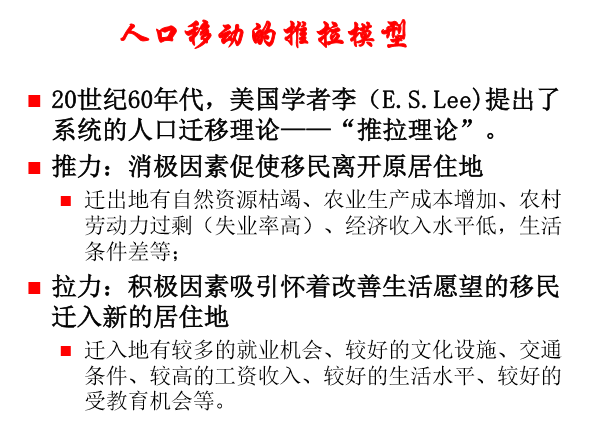 人口移动的推拉模型
20世纪60年代，美国学者李（E.S.Lee)提出了
系统的人口迁移理论——“推拉理论”。
推力：消极因素促使移民离开原居住地
迁出地有自然资源枯竭、农业生产成本增加、农村
劳动力过剩（失业率高）、经济收入水平低，生活
条件差等；
拉力：积极因素吸引怀着改善生活愿望的移民
迁入新的居住地
迁入地有较多的就业机会、较好的文化设施、交通
条件、较高的工资收入、较好的生活水平、较好的
受教育机会等。